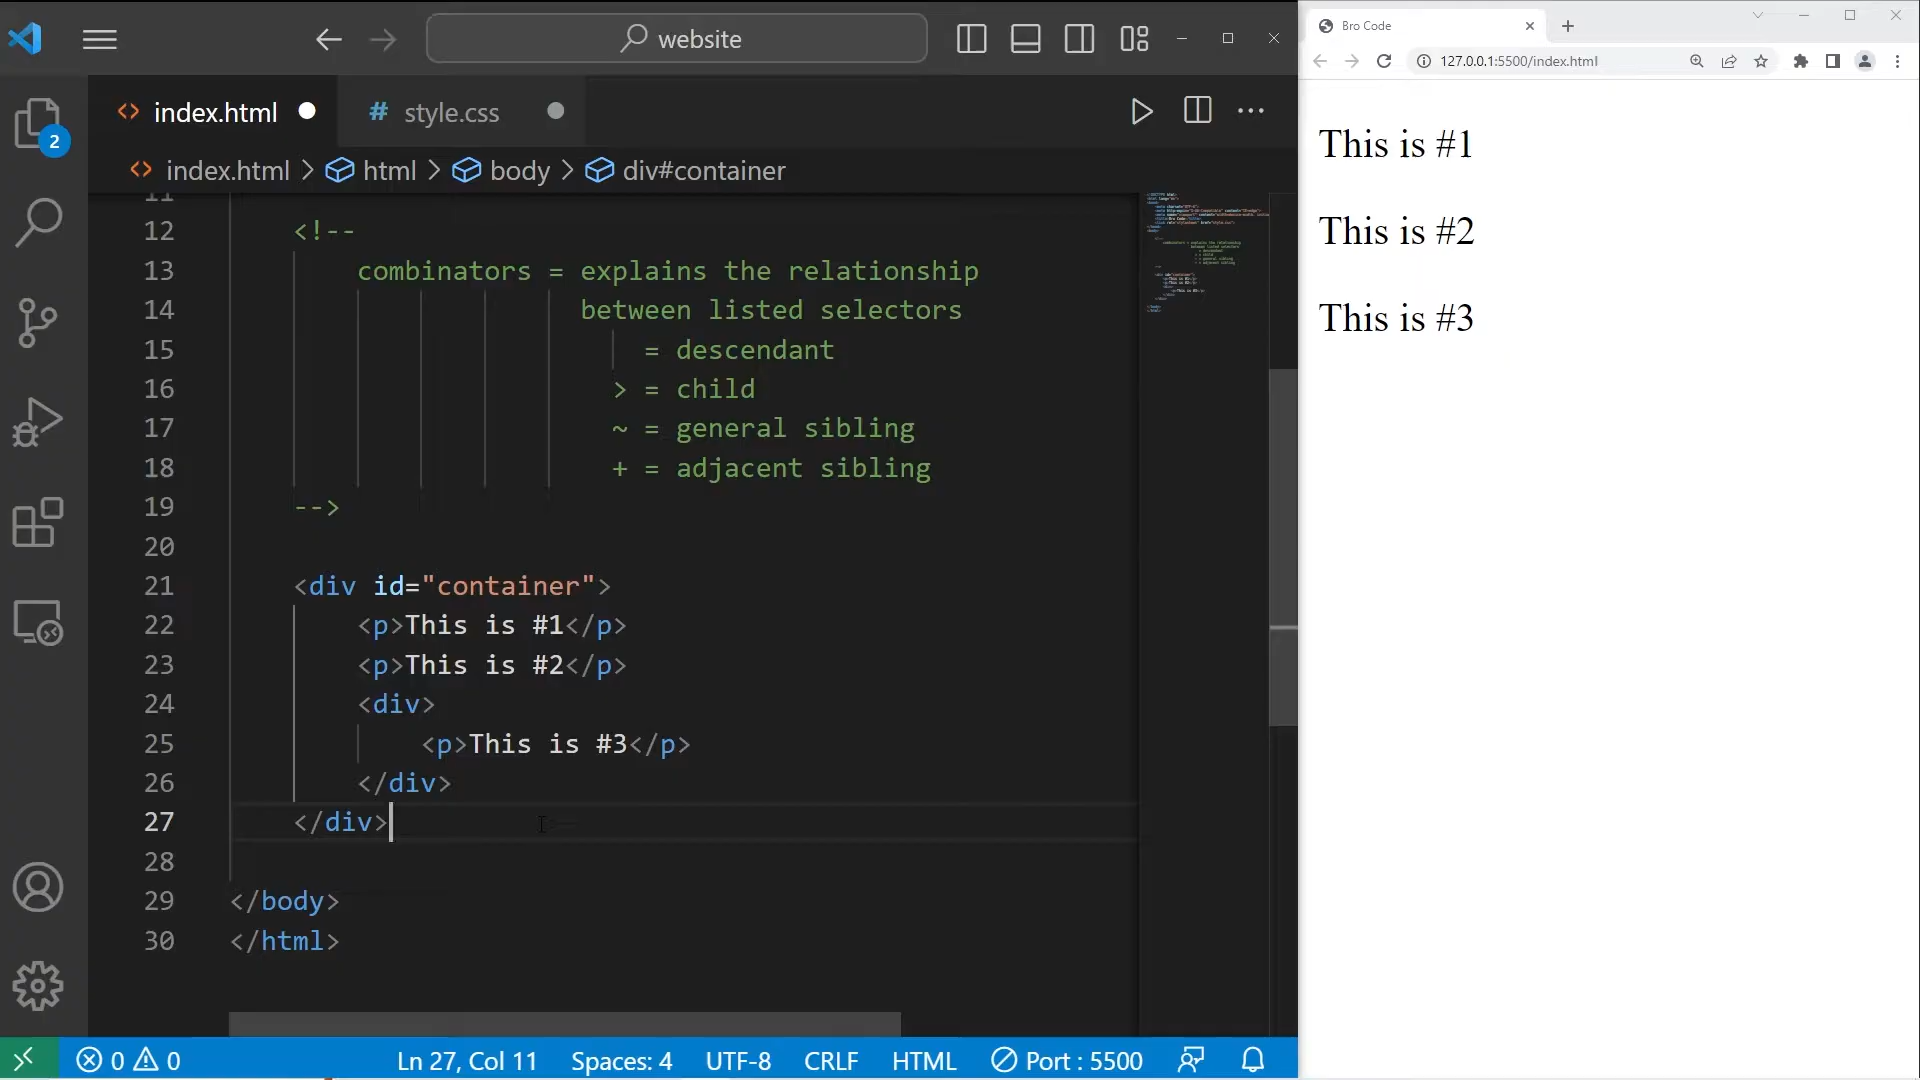 website
index.html
# style.css
index.html > html > body > div#container
2
11
12 <!--
13 combinators = explains the relationship
14 between listed selectors
15 = descendant
16 > = child
17 ~ = general sibling
18 + = adjacent sibling
19 -->
20
21 <div id="container">
22 <p>This is #1</p>
23 <p>This is #2</p>
24 <div>
25 <p>This is #3</p>
26 </div>
27 </div>
28
29 </body>
30 </html>
0 0 Ln 27, Col 11 Spaces: 4 UTF-8 CRLF HTML Port : 5500
Bro Code
127.0.0.1:5500/index.html
This is #1
This is #2
This is #3